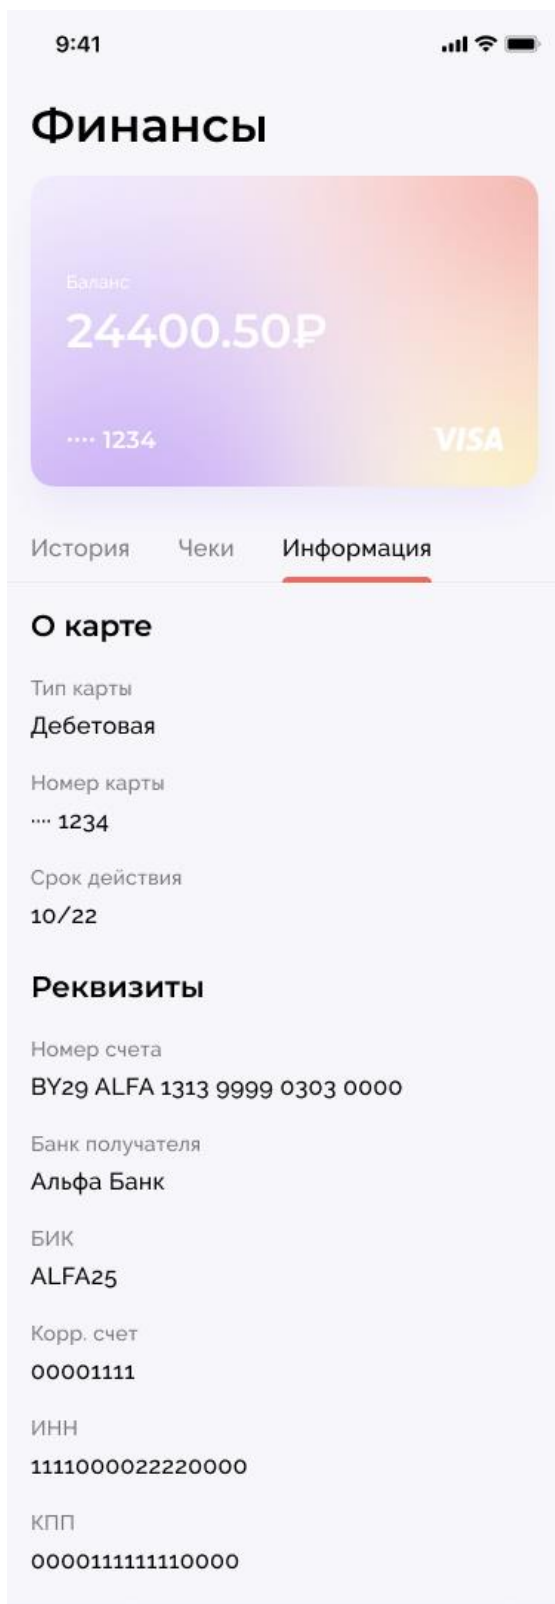 9:41
Финансы
Баланс
24400.50₽
···· 1234
VISA
История Чеки Информация
О карте
Тип карты
Дебетовая
Номер карты
···· 1234
Срок действия
10/22
Реквизиты
Номер счета
BY29 ALFA 1313 9999 0303 0000
Банк получателя
Альфа Банк
БИК
ALFA25
Корр. счет
00001111
ИНН
1111000022220000
КПП
0000111111110000